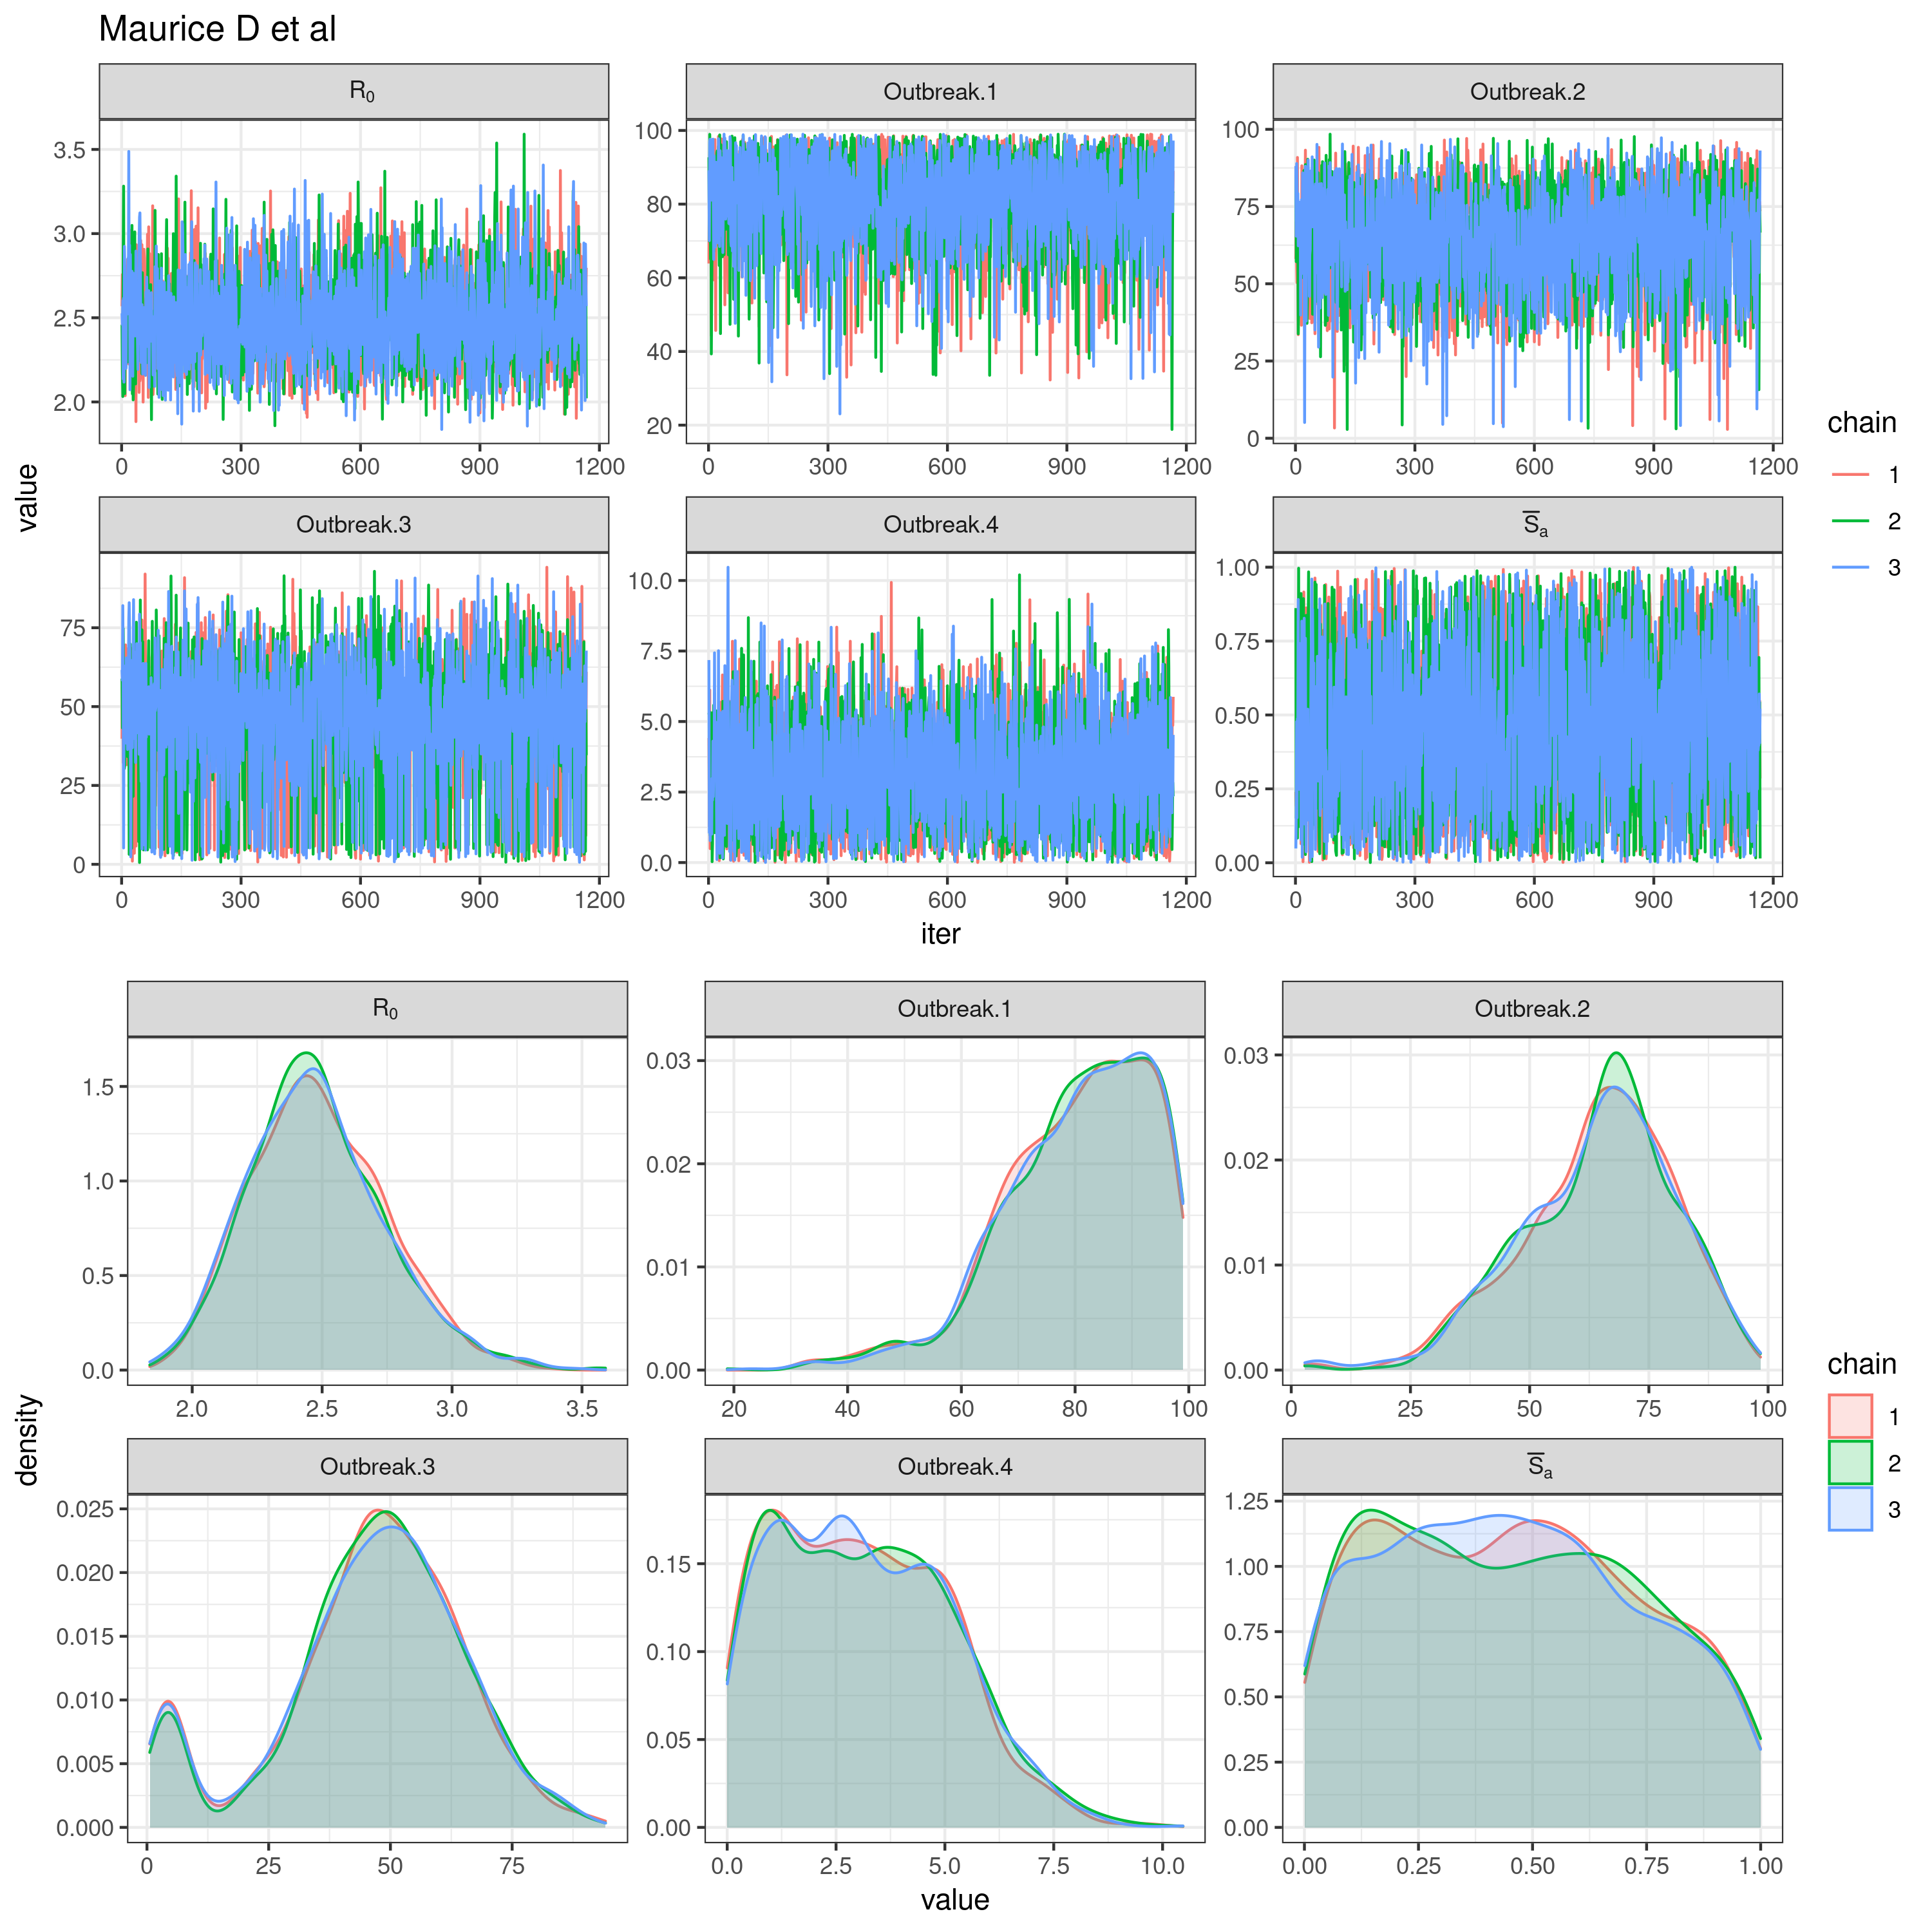 Maurice D et al
R₀ Outbreak.1 Outbreak.2
3.5 3.0 2.5 2.0
100 80 60 40 20
100 75 50 25 0
0 300 600 900 1200 0 300 600 900 1200 0 300 600 900 1200
value
Outbreak.3 Outbreak.4 S̅ₐ
75 50 25 0
10.0 7.5 5.0 2.5 0.0
1.00 0.75 0.50 0.25 0.00
0 300 600 900 1200 0 300 600 900 1200 0 300 600 900 1200
iter
chain
1
2
3
R₀ Outbreak.1 Outbreak.2
1.5 1.0 0.5 0.0
0.03 0.02 0.01 0.00
0.03 0.02 0.01 0.00
2.0 2.5 3.0 3.5 20 40 60 80 100 0 25 50 75 100
density
Outbreak.3 Outbreak.4 S̅ₐ
0.025 0.020 0.015 0.010 0.005 0.000
0.15 0.10 0.05 0.00
1.25 1.00 0.75 0.50 0.25 0.00
0 25 50 75 0.0 2.5 5.0 7.5 10.0 0.00 0.25 0.50 0.75 1.00
value
chain
1
2
3